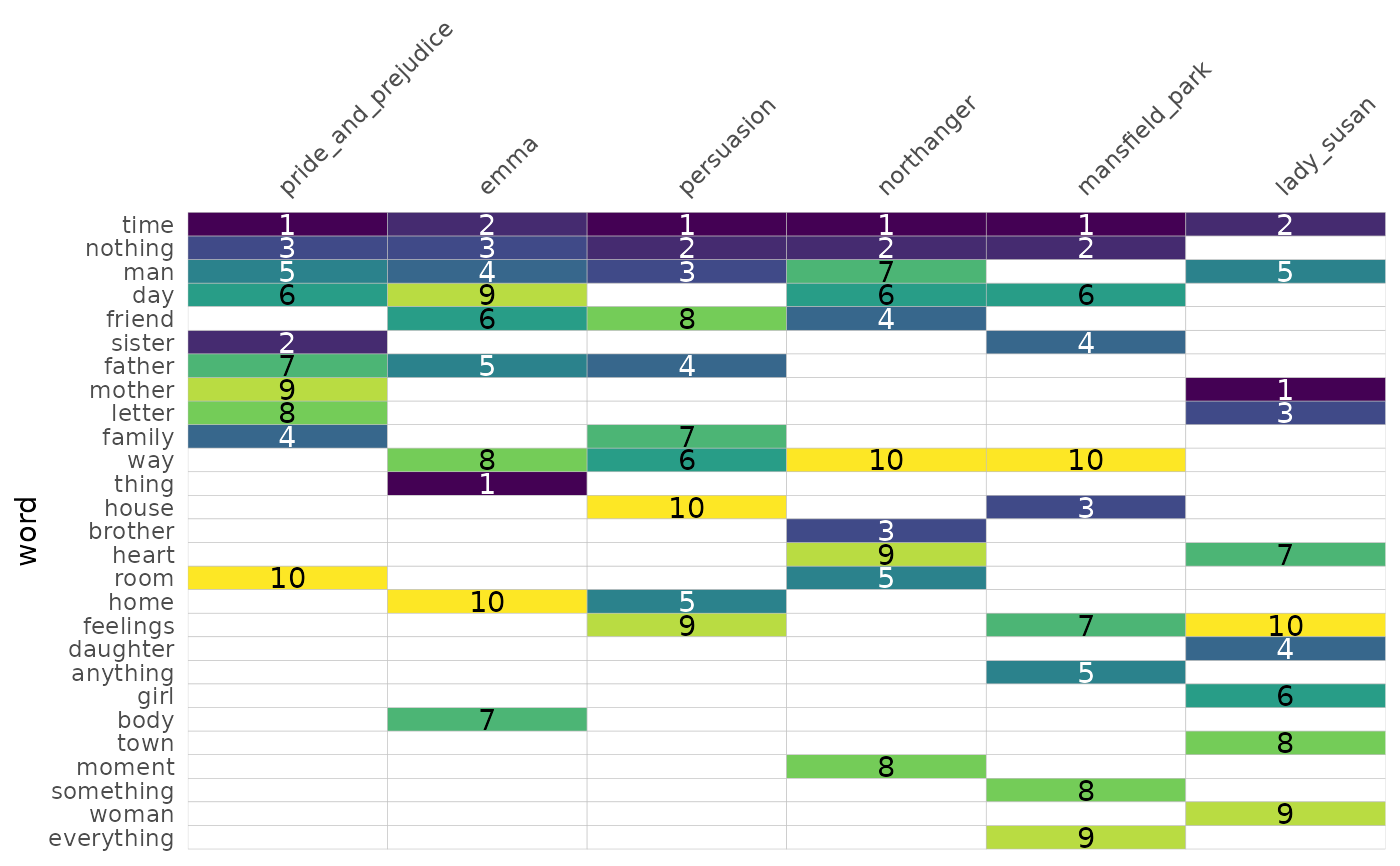 pride_and_prejudice emma persuasion northanger mansfield_park lady_susan
time 1 2 1 1 1 2
nothing 3 3 2 2 2
man 5 4 3 7 5
day 6 9 6 6
friend 6 8 4
sister 2 4
father 7 5 4
mother 9 1
letter 8 3
family 4 7
way 8 6 10 10
thing 1
house 10 3
brother 3
heart 9 7
room 10 5
home 10 5
feelings 9 7 10
daughter 4
anything 5
girl 6
body 7
town 8
moment 8
something 8
woman 9
everything 9
word